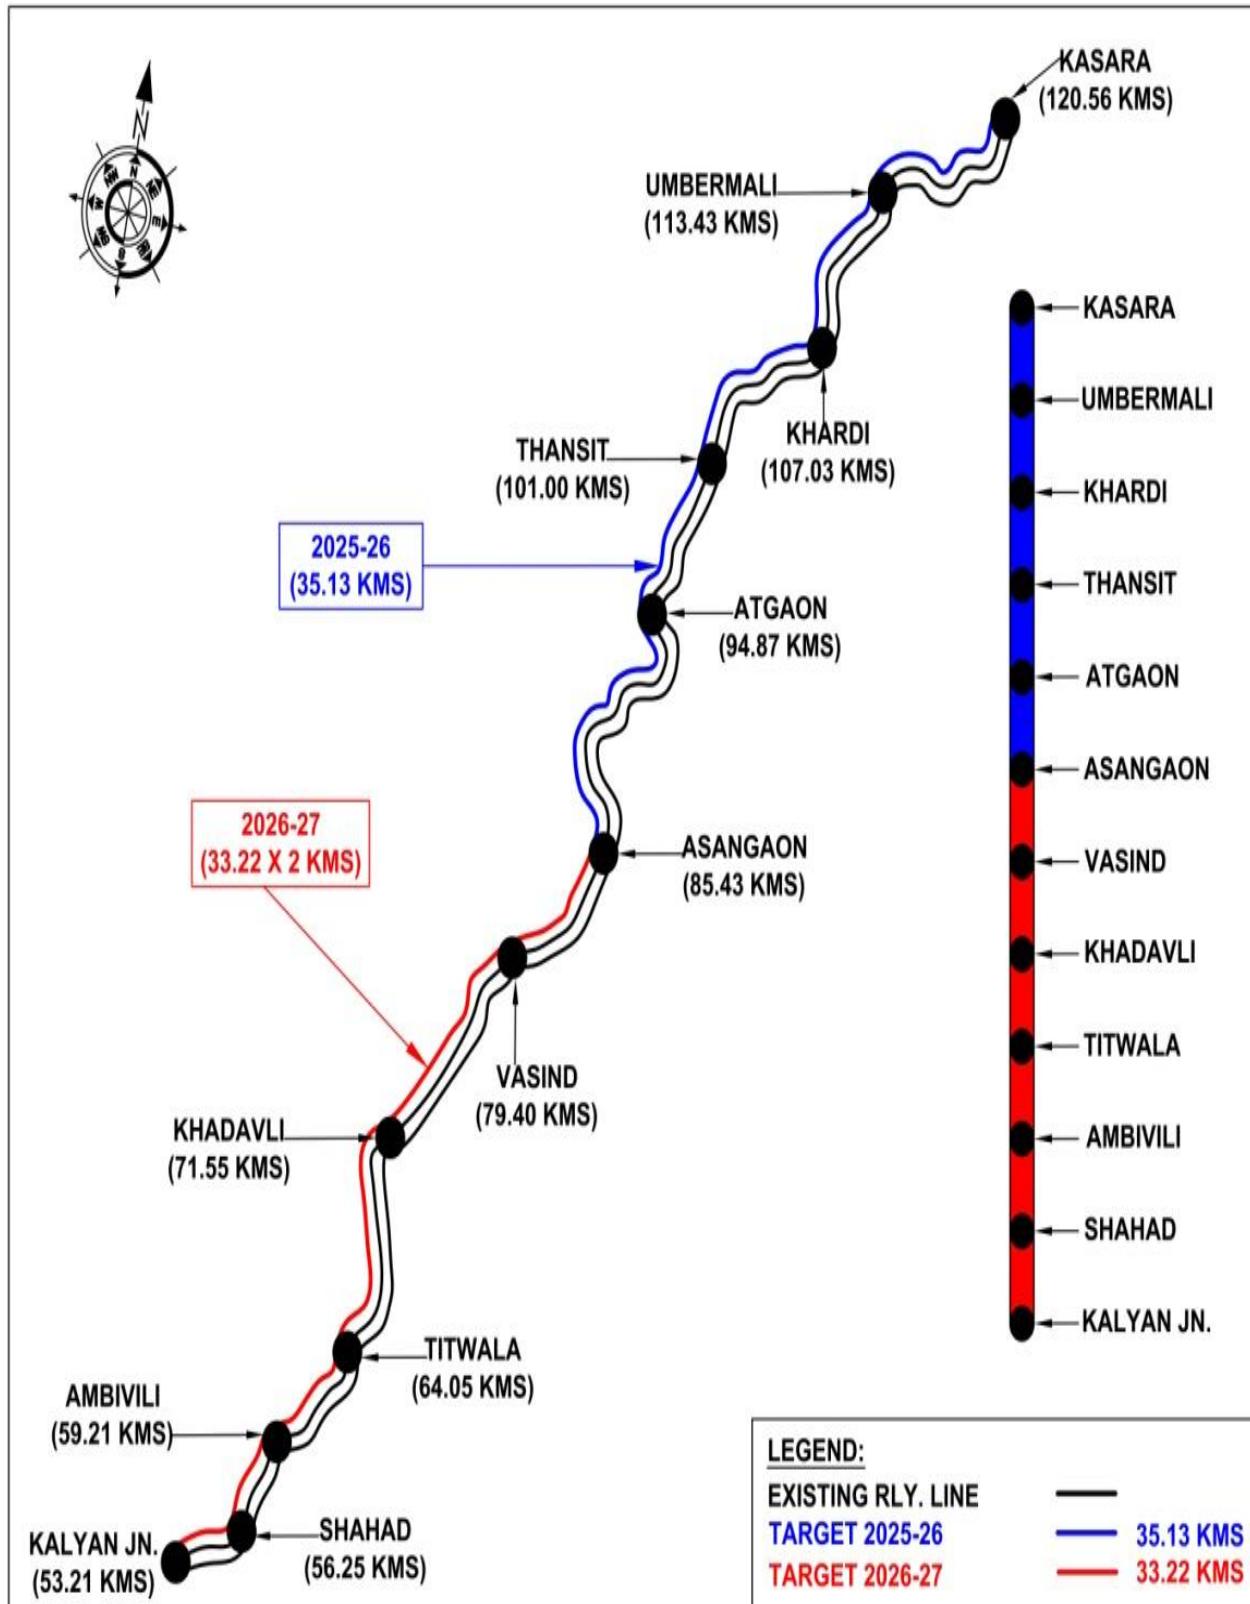 KASARA
(120.56 KMS)
N
N
NE
E
S
W
NW
UMBERMALI
(113.43 KMS)
KHARDI
(107.03 KMS)
THANSIT
(101.00 KMS)
2025-26
(35.13 KMS)
ATGAON
(94.87 KMS)
ASANGAON
(85.43 KMS)
2026-27
(33.22 X 2 KMS)
VASIND
(79.40 KMS)
KHADAVLI
(71.55 KMS)
TITWALA
(64.05 KMS)
AMBIVILI
(59.21 KMS)
SHAHAD
(56.25 KMS)
KALYAN JN.
(53.21 KMS)
KASARA
UMBERMALI
KHARDI
THANSIT
ATGAON
ASANGAON
VASIND
KHADAVLI
TITWALA
AMBIVILI
SHAHAD
KALYAN JN.
LEGEND:
EXISTING RLY. LINE
TARGET 2025-26 35.13 KMS
TARGET 2026-27 33.22 KMS